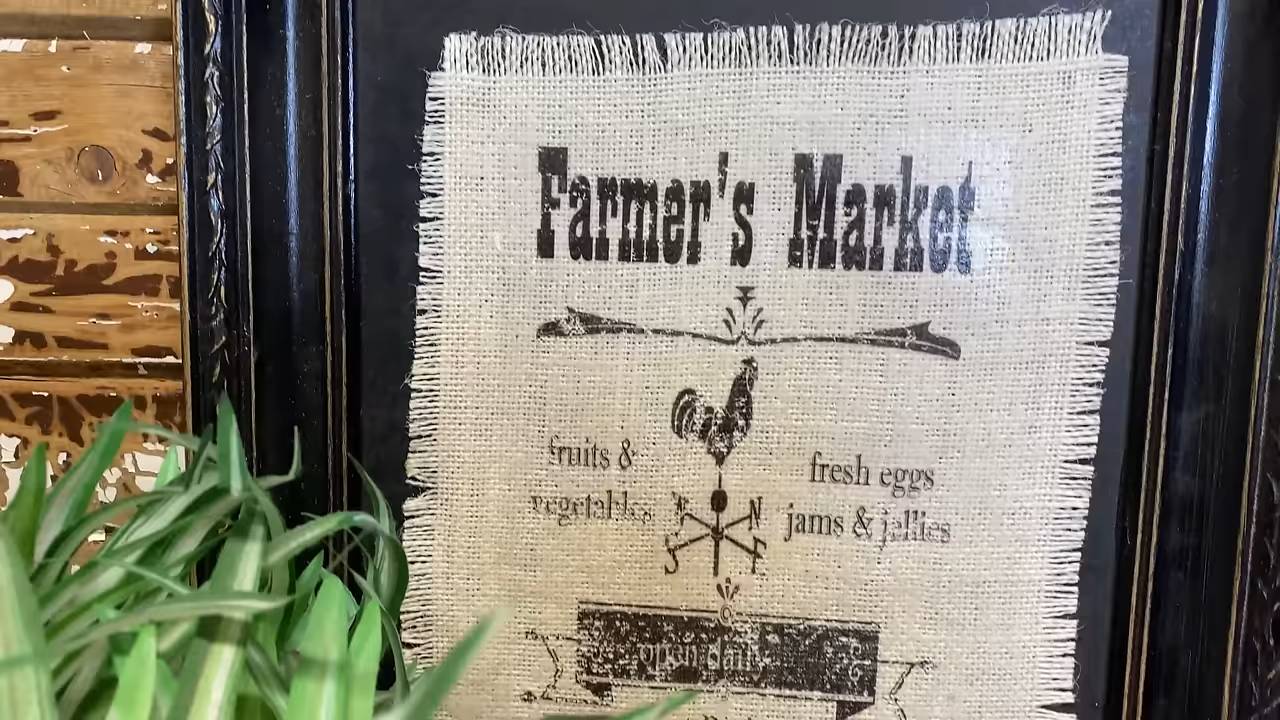 Farmer's Market
fruits &
vegetables
fresh eggs
jams & jellies
W N
S E
open daily